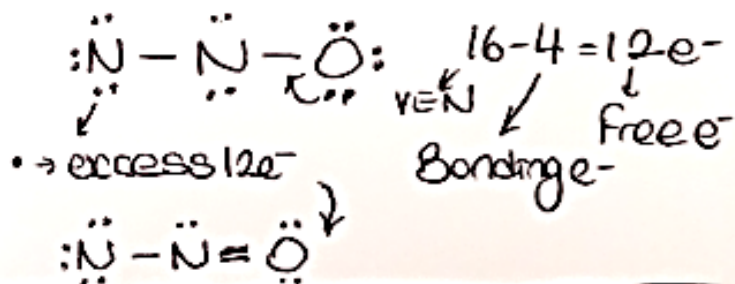 :N̈ - N̈ - Ö: 16-4 = 12e-
≡N
• → excess 12e- Bonding e- Free e-
:N̈ - N̈ = Ö